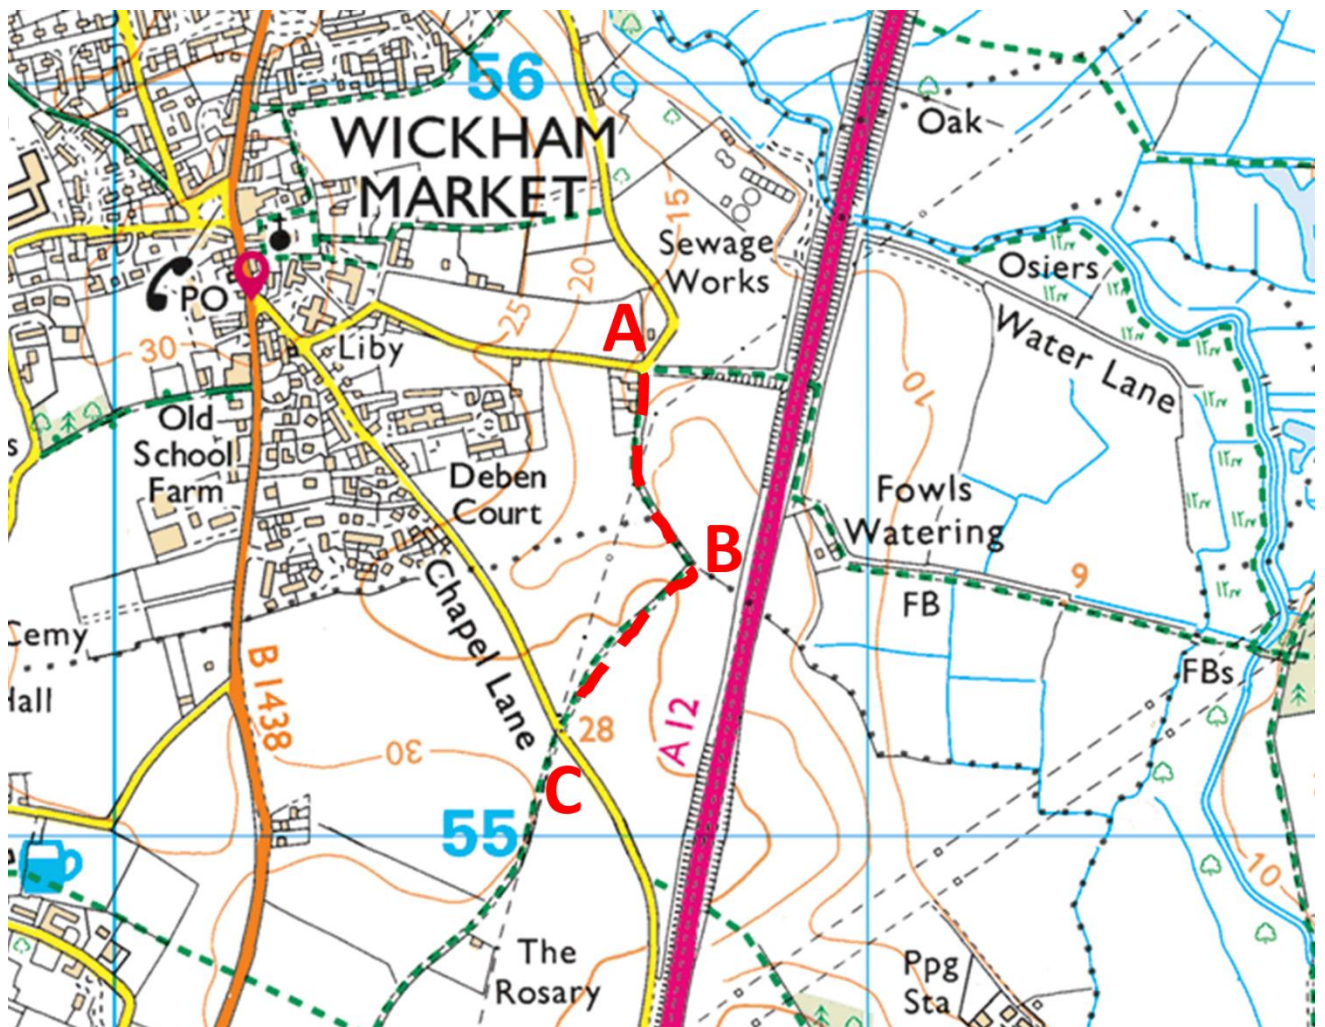 56
WICKHAM
MARKET
Oak
15
Sewage
Works
20
25
A
PO
30
Liby
Osiers
Water Lane
10
Old
School
Farm
Deben
Court
Fowls
Watering
B
9
FB
Chapel Lane
Cemy
Hall
B 1438
FBs
28
A 12
30
C
55
10
The
Rosary
Ppg
Sta